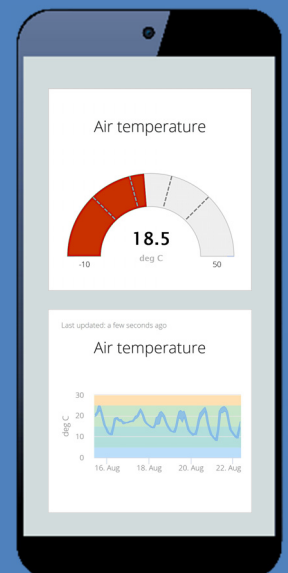 Air temperature
18.5
deg C
-10 50
Last updated: a few seconds ago
Air temperature
30
20
10
0
deg C
16. Aug 18. Aug 20. Aug 22. Aug